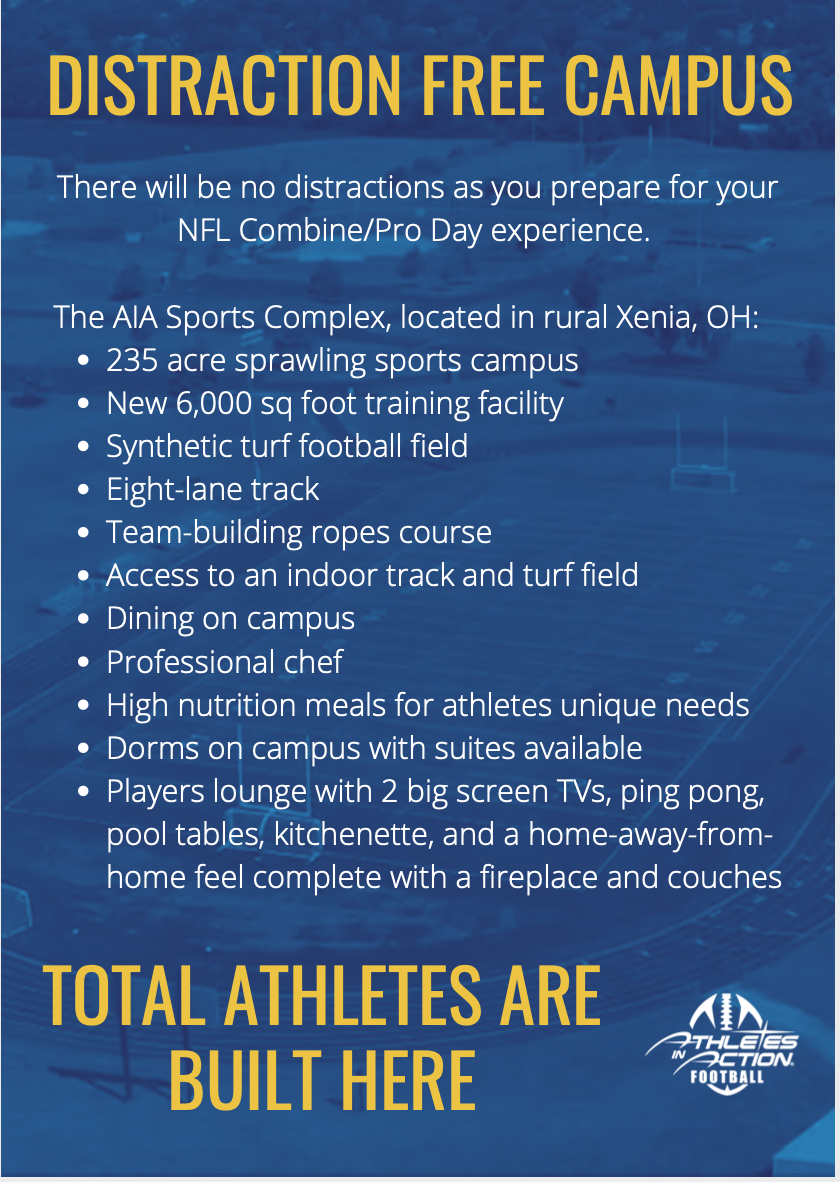 DISTRACTION FREE CAMPUS
There will be no distractions as you prepare for your
NFL Combine/Pro Day experience.
The AIA Sports Complex, located in rural Xenia, OH:
• 235 acre sprawling sports campus
• New 6,000 sq foot training facility
• Synthetic turf football field
• Eight-lane track
• Team-building ropes course
• Access to an indoor track and turf field
• Dining on campus
• Professional chef
• High nutrition meals for athletes unique needs
• Dorms on campus with suites available
• Players lounge with 2 big screen TVs, ping pong,
pool tables, kitchenette, and a home-away-from-
home feel complete with a fireplace and couches
TOTAL ATHLETES ARE
BUILT HERE
ATHLETES
IN ACTION®
FOOTBALL